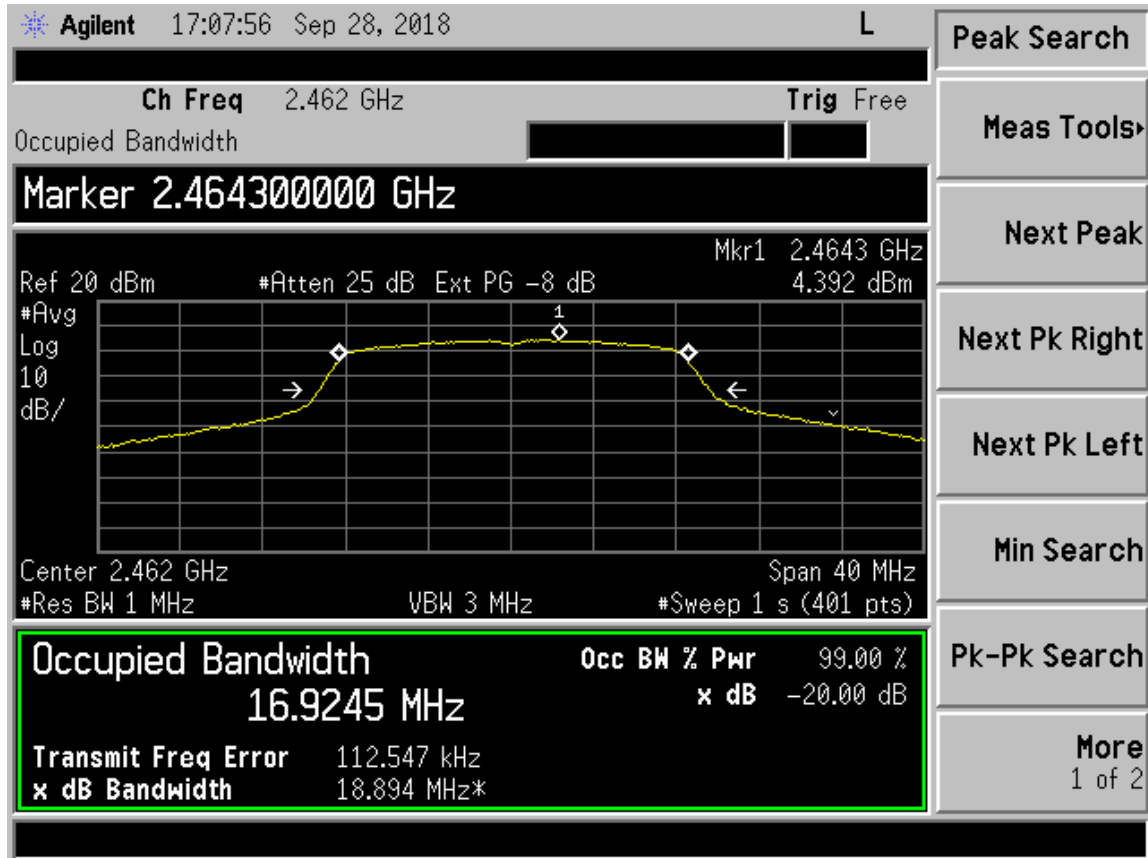 Agilent 17:07:56 Sep 28, 2018 L
Peak Search
Ch Freq 2.462 GHz Trig Free
Occupied Bandwidth
Meas Tools
Marker 2.464300000 GHz
Next Peak
Mkr1 2.4643 GHz
Ref 20 dBm #Atten 25 dB Ext PG -8 dB 4.392 dBm
#Avg
Log
10
dB/
1
Next Pk Right
Next Pk Left
Center 2.462 GHz Span 40 MHz
#Res BW 1 MHz VBW 3 MHz #Sweep 1 s (401 pts)
Min Search
Occupied Bandwidth Occ BW % Pwr 99.00 %
16.9245 MHz x dB -20.00 dB
Pk-Pk Search
Transmit Freq Error 112.547 kHz
x dB Bandwidth 18.894 MHz*
More
1 of 2